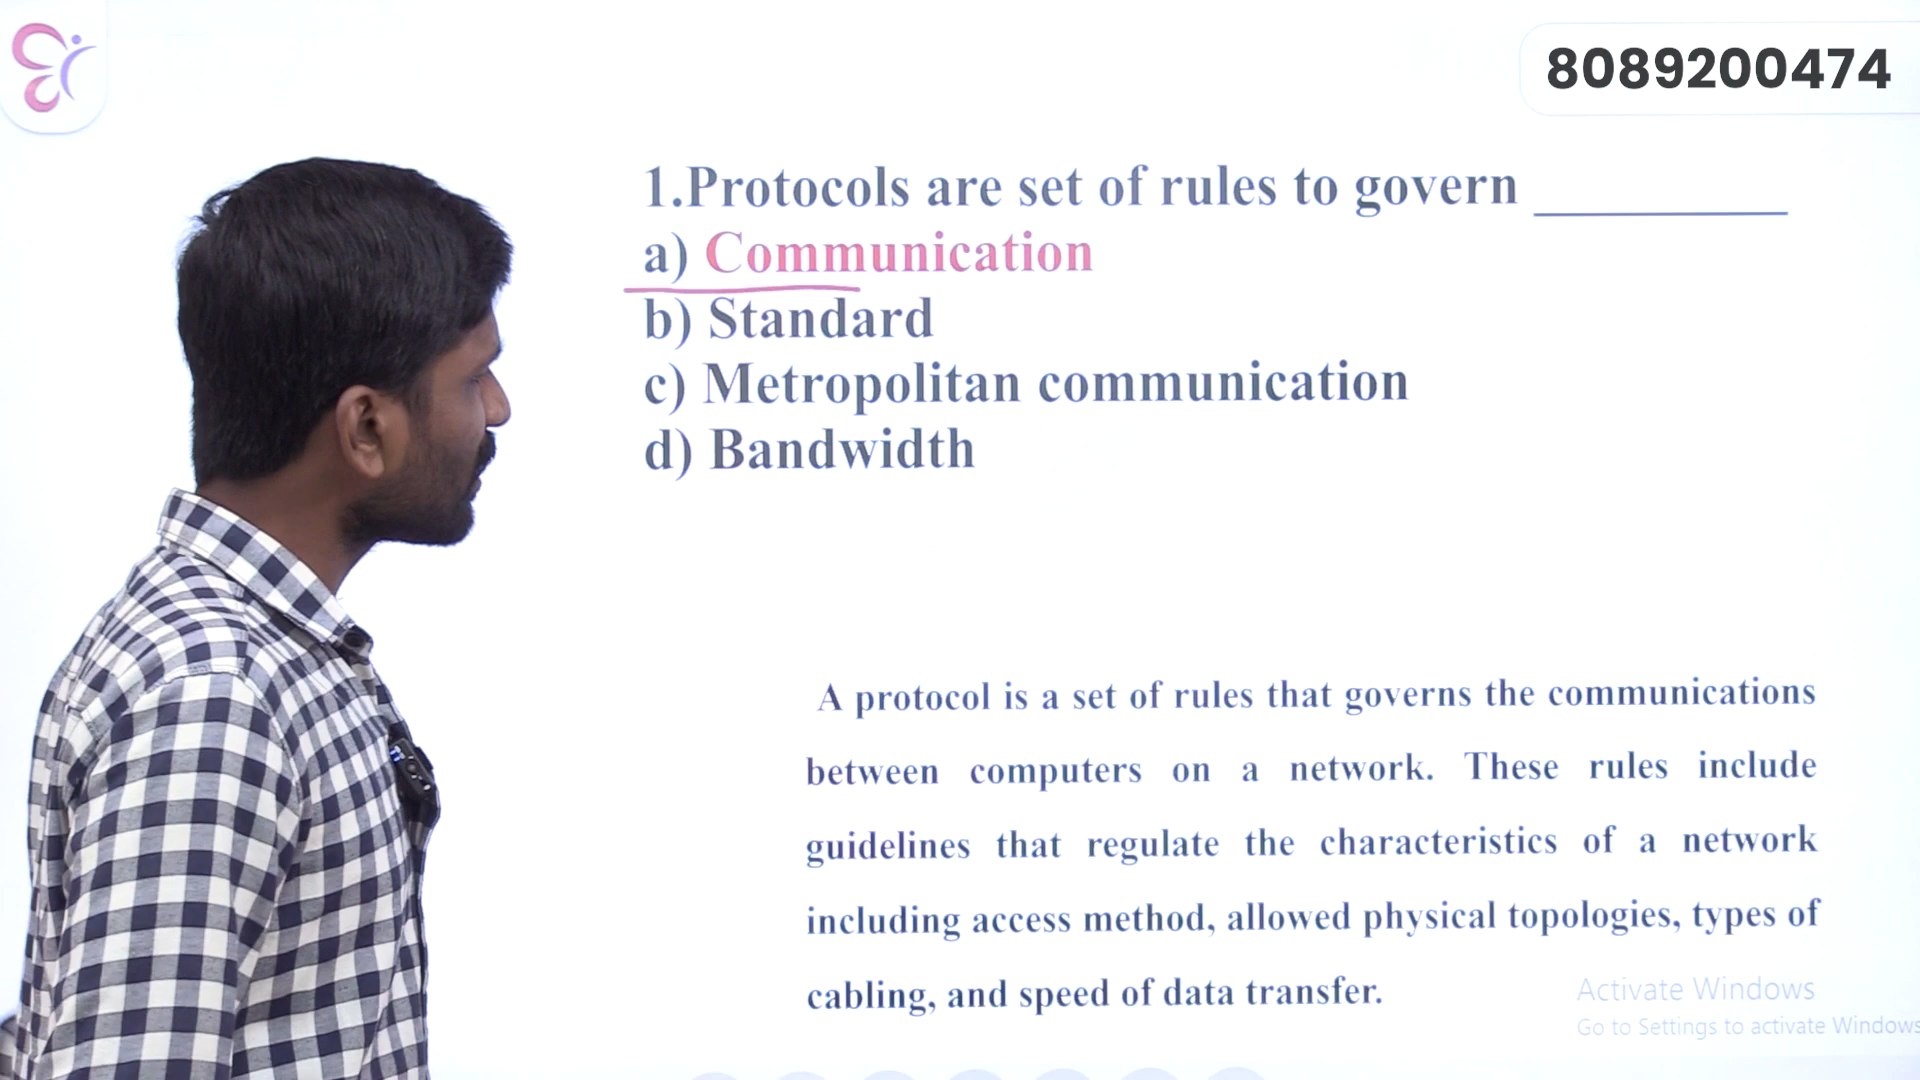 8089200474
1.Protocols are set of rules to govern __________
a) Communication
b) Standard
c) Metropolitan communication
d) Bandwidth
A protocol is a set of rules that governs the communications
between computers on a network. These rules include
guidelines that regulate the characteristics of a network
including access method, allowed physical topologies, types of
cabling, and speed of data transfer.
Activate Windows
Go to Settings to activate Windows